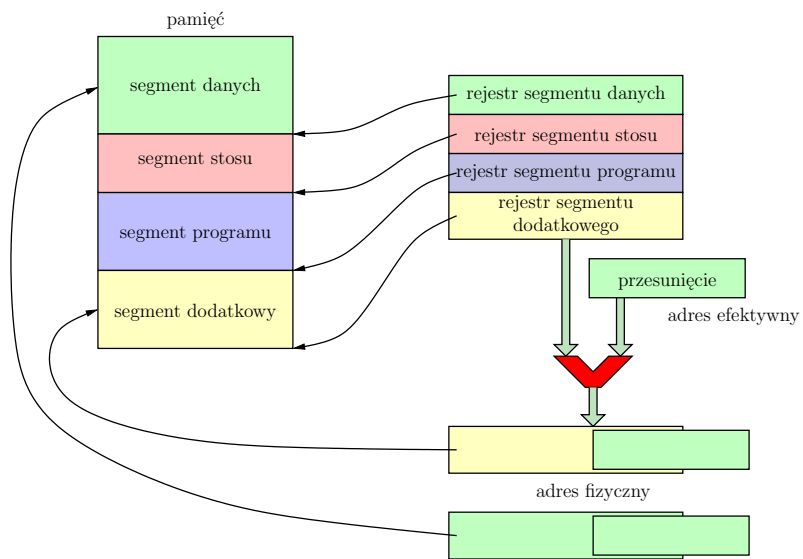 pamięć
segment danych
segment stosu
segment programu
segment dodatkowy
rejestr segmentu danych
rejestr segmentu stosu
rejestr segmentu programu
rejestr segmentu
dodatkowego
przesunięcie
adres efektywny
adres fizyczny